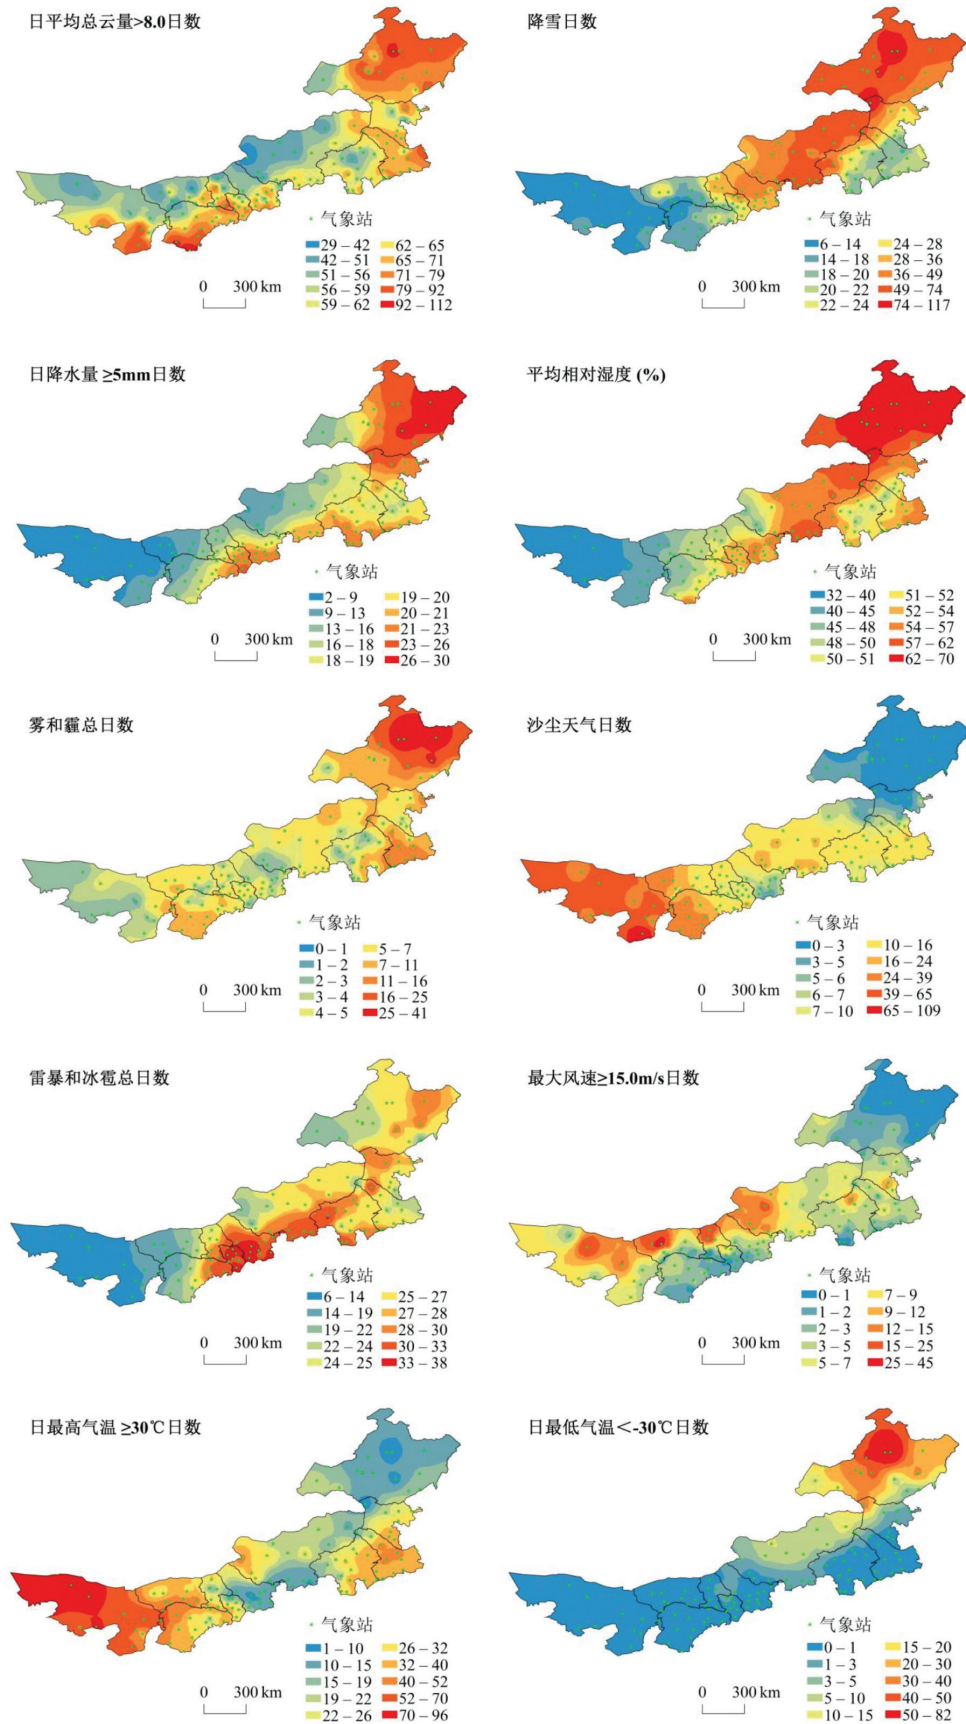 日平均总云量>8.0日数
气象站
29 – 42 62 – 65
42 – 51 65 – 71
51 – 56 71 – 79
56 – 59 79 – 92
59 – 62 92 – 112
0 300 km
降雪日数
气象站
6 – 14 24 – 28
14 – 18 28 – 36
18 – 20 36 – 49
20 – 22 49 – 74
22 – 24 74 – 117
0 300 km
日降水量 ≥5mm日数
气象站
2 – 9 19 – 20
9 – 13 20 – 21
13 – 16 21 – 23
16 – 18 23 – 26
18 – 19 26 – 30
0 300 km
平均相对湿度 (%)
气象站
32 – 40 51 – 52
40 – 45 52 – 54
45 – 48 54 – 57
48 – 50 57 – 62
50 – 51 62 – 70
0 300 km
雾和霾总日数
气象站
0 – 1 5 – 7
1 – 2 7 – 11
2 – 3 11 – 16
3 – 4 16 – 25
4 – 5 25 – 41
0 300 km
沙尘天气日数
气象站
0 – 3 10 – 16
3 – 5 16 – 24
5 – 6 24 – 39
6 – 7 39 – 65
7 – 10 65 – 109
0 300 km
雷暴和冰雹总日数
气象站
6 – 14 25 – 27
14 – 19 27 – 28
19 – 22 28 – 30
22 – 24 30 – 33
24 – 25 33 – 38
0 300 km
最大风速≥15.0m/s日数
气象站
0 – 1 7 – 9
1 – 2 9 – 12
2 – 3 12 – 15
3 – 5 15 – 25
5 – 7 25 – 45
0 300 km
日最高气温 ≥30℃日数
气象站
1 – 10 26 – 32
10 – 15 32 – 40
15 – 19 40 – 52
19 – 22 52 – 70
22 – 26 70 – 96
0 300 km
日最低气温＜-30℃日数
气象站
0 – 1 15 – 20
1 – 3 20 – 30
3 – 5 30 – 40
5 – 10 40 – 50
10 – 15 50 – 82
0 300 km